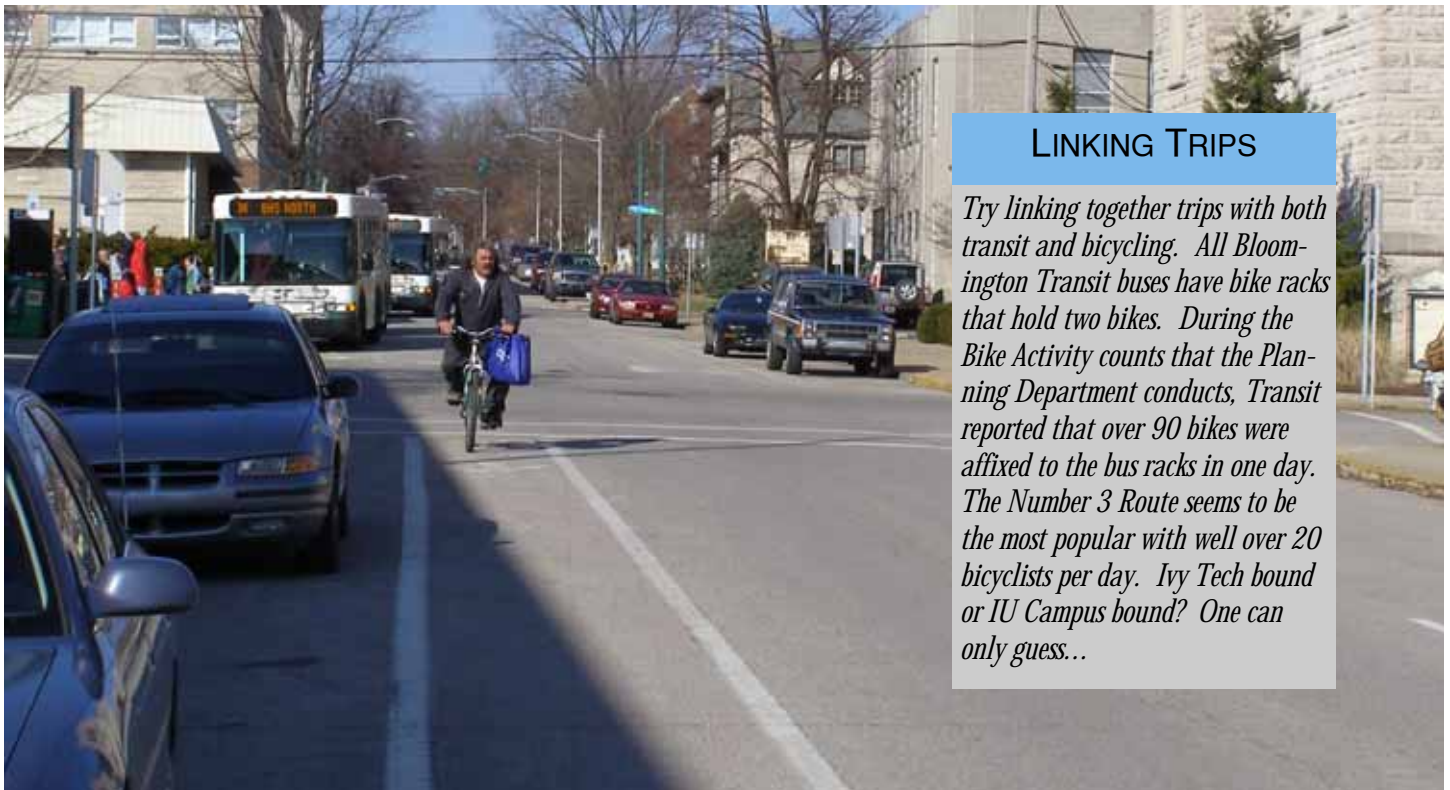 LINKING TRIPS
Try linking together trips with both
transit and bicycling. All Bloom-
ington Transit buses have bike racks
that hold two bikes. During the
Bike Activity counts that the Plan-
ning Department conducts, Transit
reported that over 90 bikes were
affixed to the bus racks in one day.
The Number 3 Route seems to be
the most popular with well over 20
bicyclists per day. Ivy Tech bound
or IU Campus bound? One can
only guess...
BHS NORTH